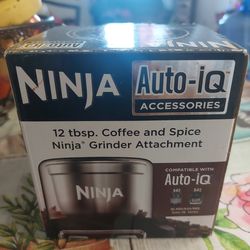 NINJA
Auto-iQ
ACCESSORIES
12 tbsp. Coffee and Spice
Ninja® Grinder Attachment
COMPATIBLE WITH
Auto-iQ
NINJA